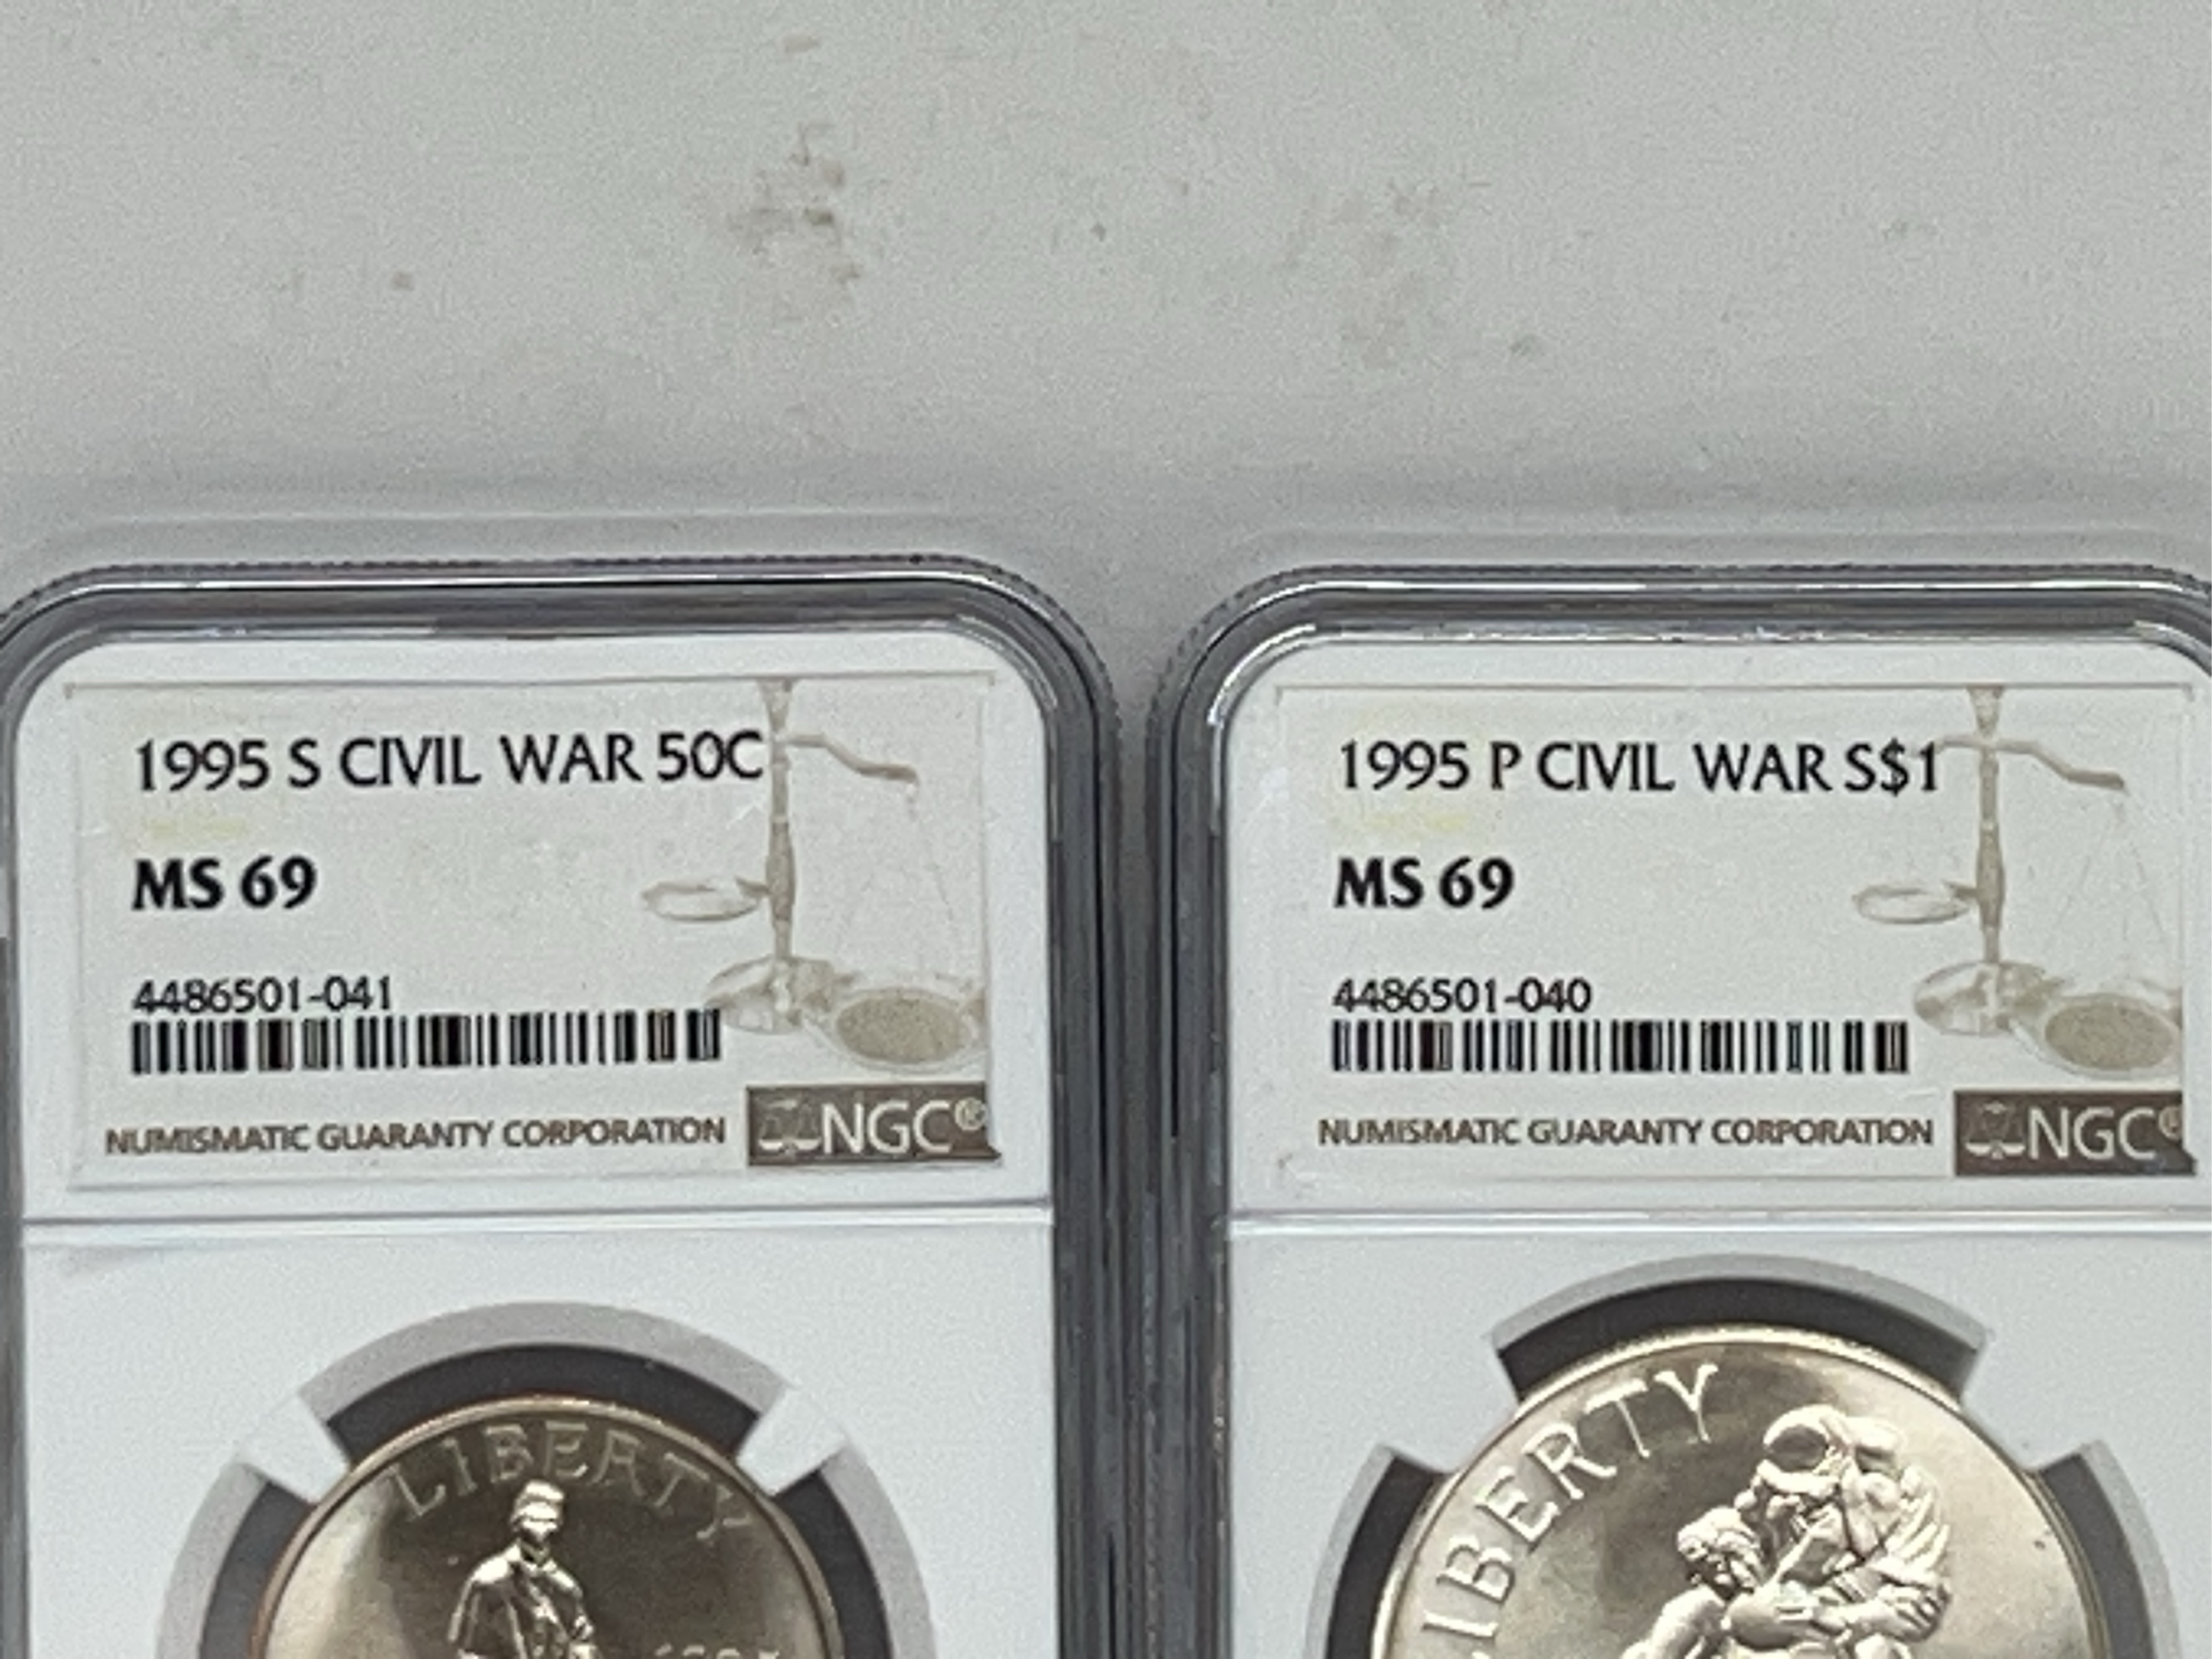 1995 S CIVIL WAR 50C
MS 69
4486501-041
NUMISMATIC GUARANTY CORPORATION
NGC®
LIBERTY
1995 P CIVIL WAR S$1
MS 69
4486501-040
NUMISMATIC GUARANTY CORPORATION
NGC®
LIBERTY